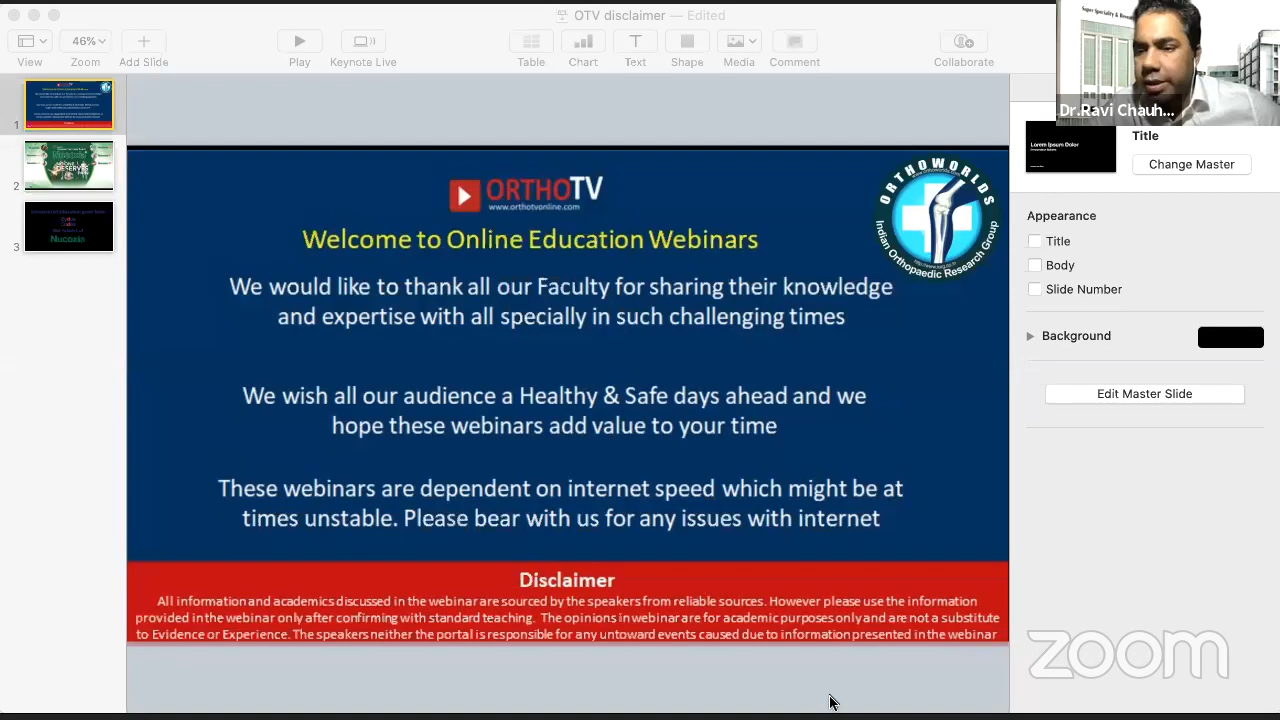 OTV disclaimer — Edited
46%
View
Zoom
Add Slide
Play
Keynote Live
Table
Chart
Text
Shape
Media
Comment
Collaborate
Super Speciality &
Dr.Ravi Chauh...
1
2
3
Nucoxia
ORTHOTV
www.orthotvonline.com
ORTHOWORLDS
Indian Orthopaedic Research Group
Welcome to Online Education Webinars
We would like to thank all our Faculty for sharing their knowledge
and expertise with all specially in such challenging times
We wish all our audience a Healthy & Safe days ahead and we
hope these webinars add value to your time
These webinars are dependent on internet speed which might be at
times unstable. Please bear with us for any issues with internet
Disclaimer
All information and academics discussed in the webinar are sourced by the speakers from reliable sources. However please use the information
provided in the webinar only after confirming with standard teaching. The opinions in webinar are for academic purposes only and are not a substitute
to Evidence or Experience. The speakers neither the portal is responsible for any untoward events caused due to information presented in the webinar
Lorem Ipsum Dolor
Title
Change Master
Appearance
Title
Body
Slide Number
Background
Edit Master Slide
zoom